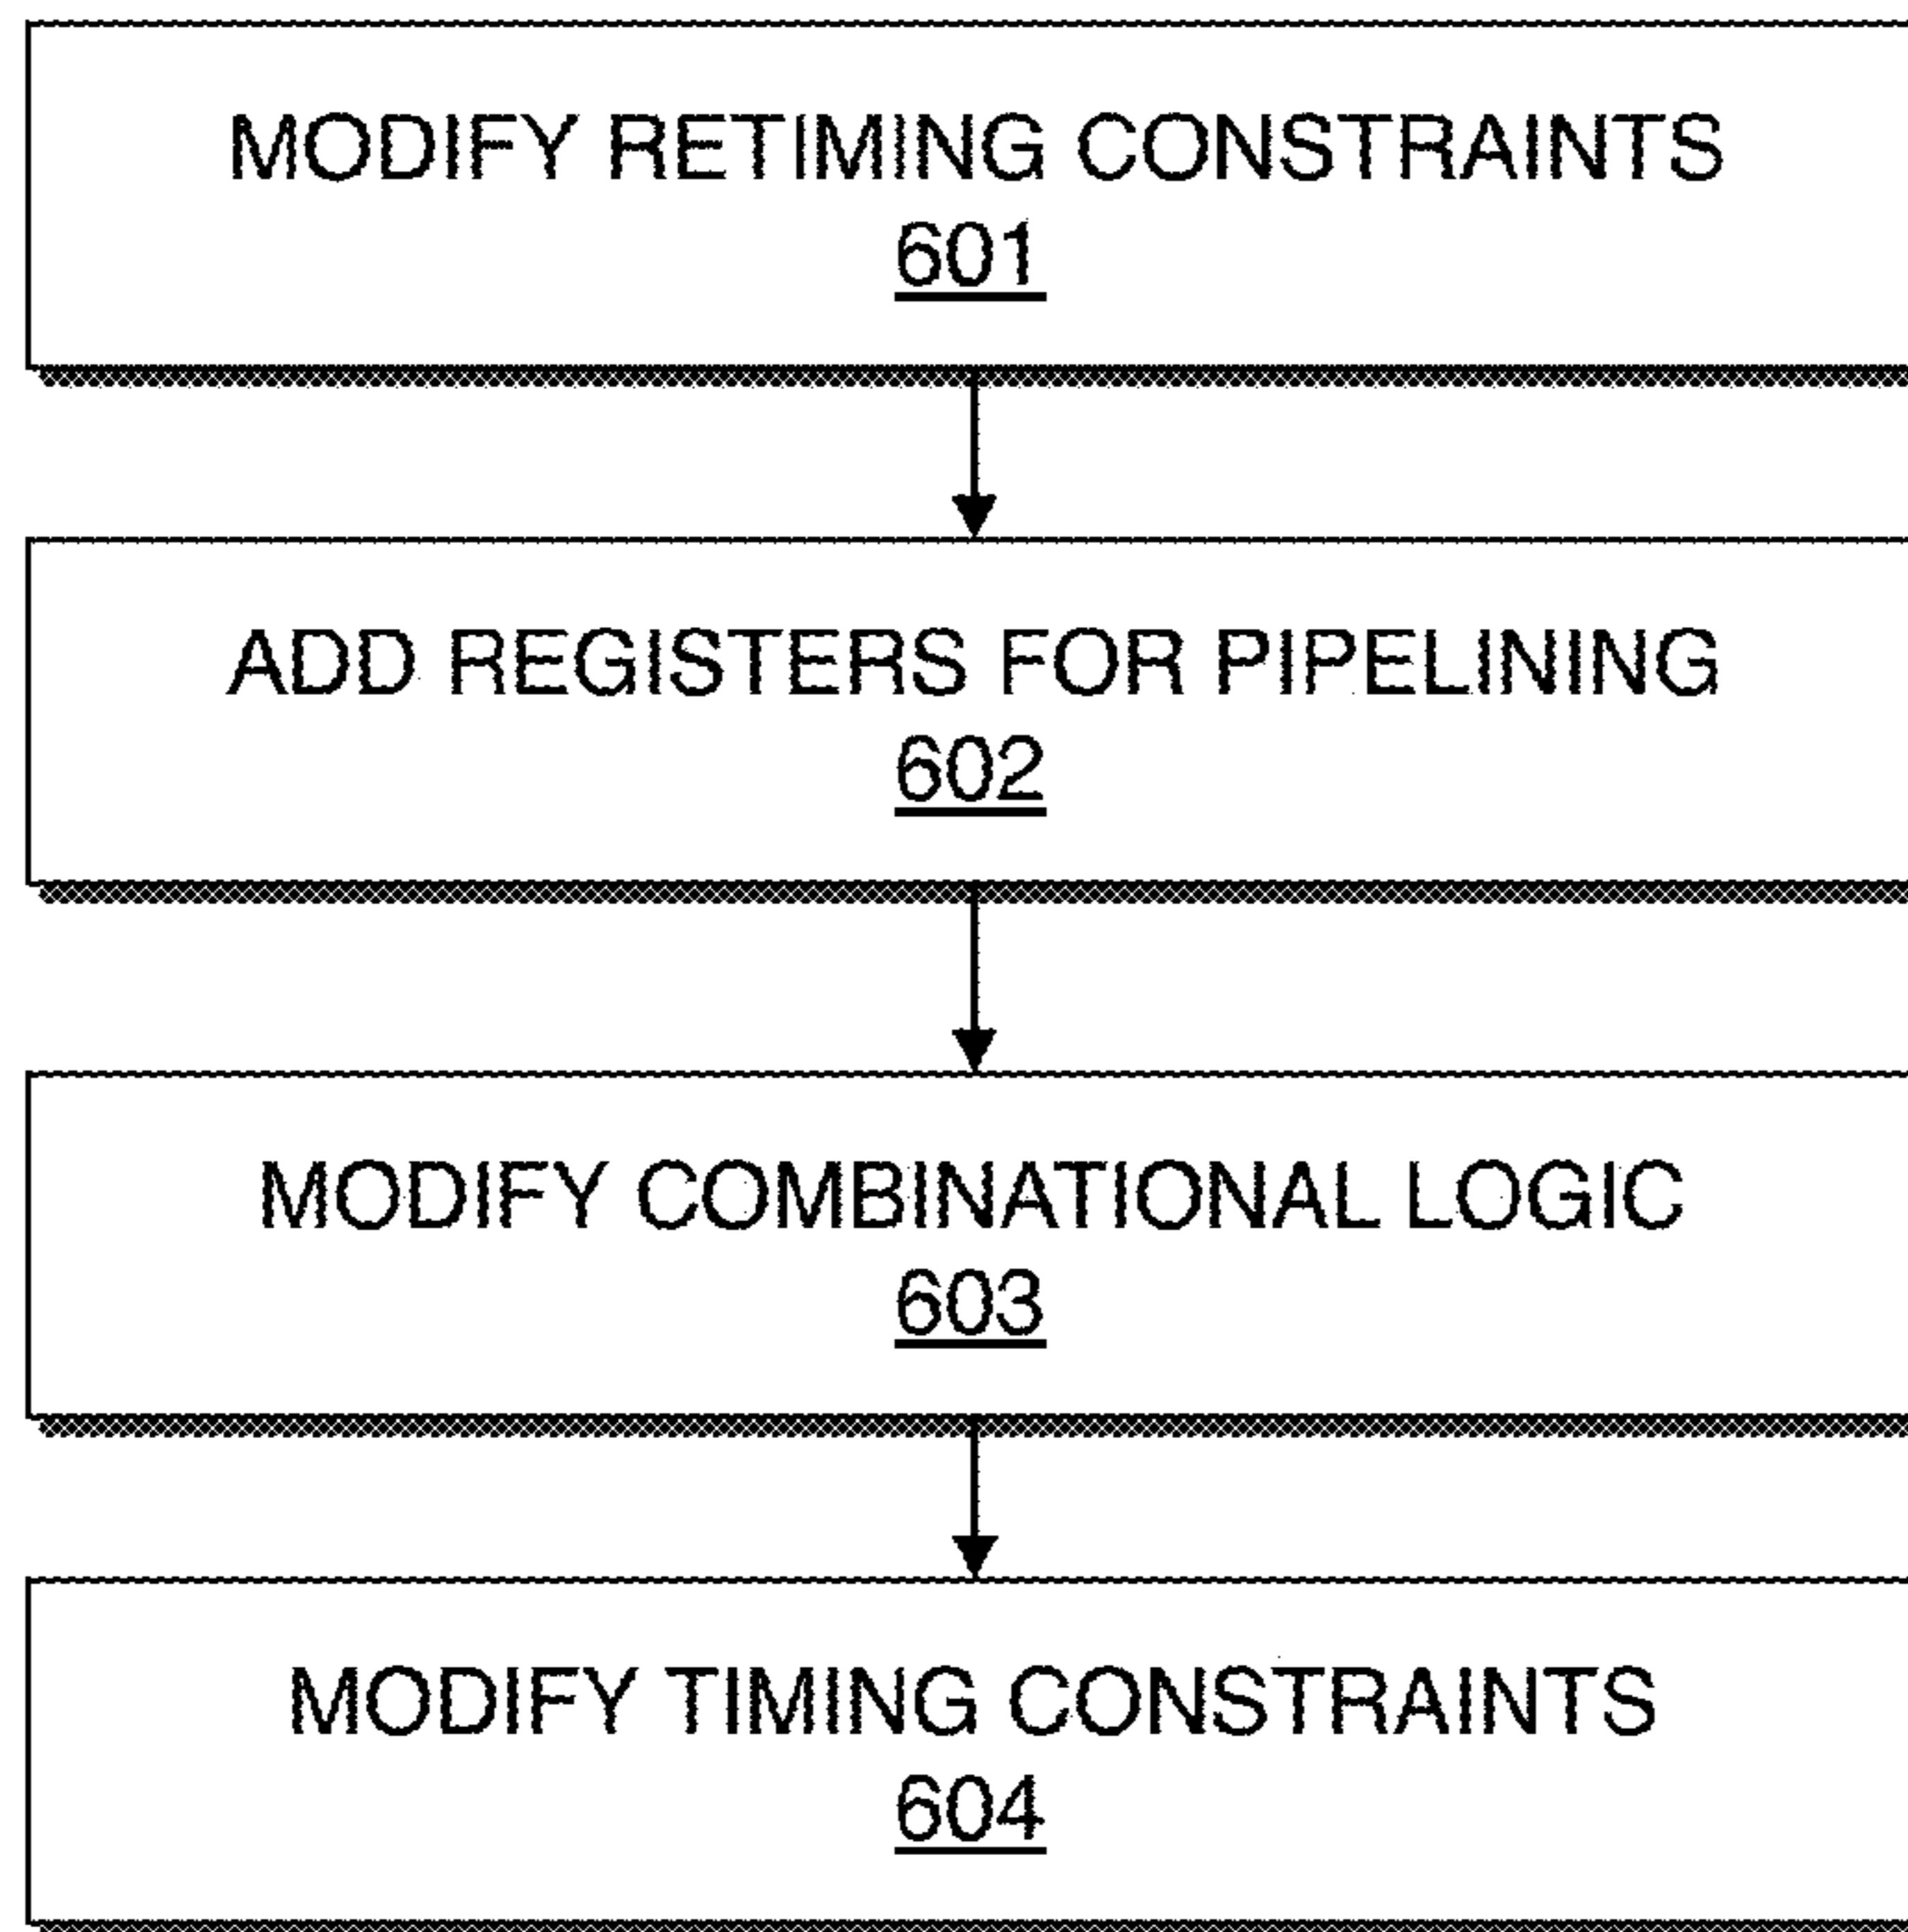 MODIFY RETIMING CONSTRAINTS
601
ADD REGISTERS FOR PIPELINING
602
MODIFY COMBINATIONAL LOGIC
603
MODIFY TIMING CONSTRAINTS
604